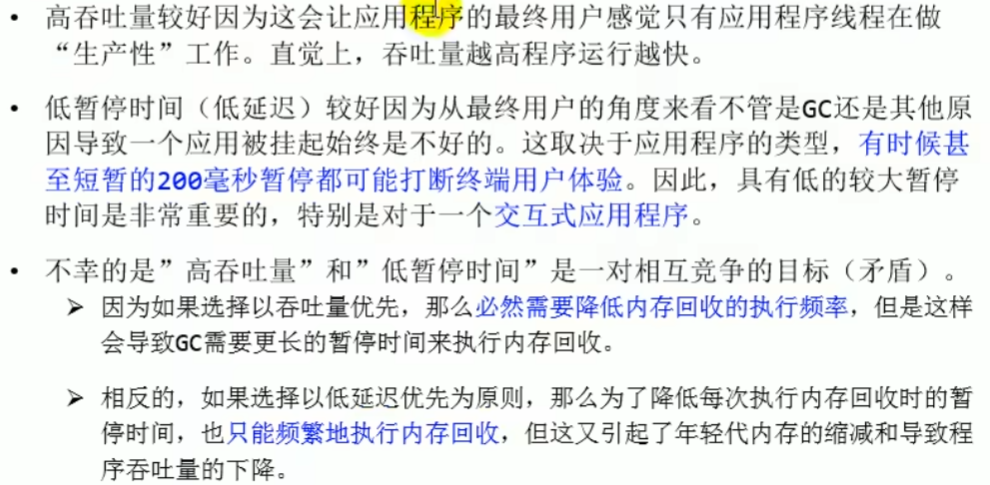 • 高吞吐量较好因为这会让应用程序的最终用户感觉只有应用程序线程在做
“生产性”工作。直觉上，吞吐量越高程序运行越快。
• 低暂停时间（低延迟）较好因为从最终用户的角度来看不管是GC还是其他原
因导致一个应用被挂起始终是不好的。这取决于应用程序的类型，有时候甚
至短暂的200毫秒暂停都可能打断终端用户体验。因此，具有低的较大暂停
时间是非常重要的，特别是对于一个交互式应用程序。
• 不幸的是”高吞吐量”和”低暂停时间”是一对相互竞争的目标（矛盾）。
➢ 因为如果选择以吞吐量优先，那么必然需要降低内存回收的执行频率，但是这样
会导致GC需要更长的暂停时间来执行内存回收。
➢ 相反的，如果选择以低延迟优先为原则，那么为了降低每次执行内存回收时的暂
停时间，也只能频繁地执行内存回收，但这又引起了年轻代内存的缩减和导致程
序吞吐量的下降。